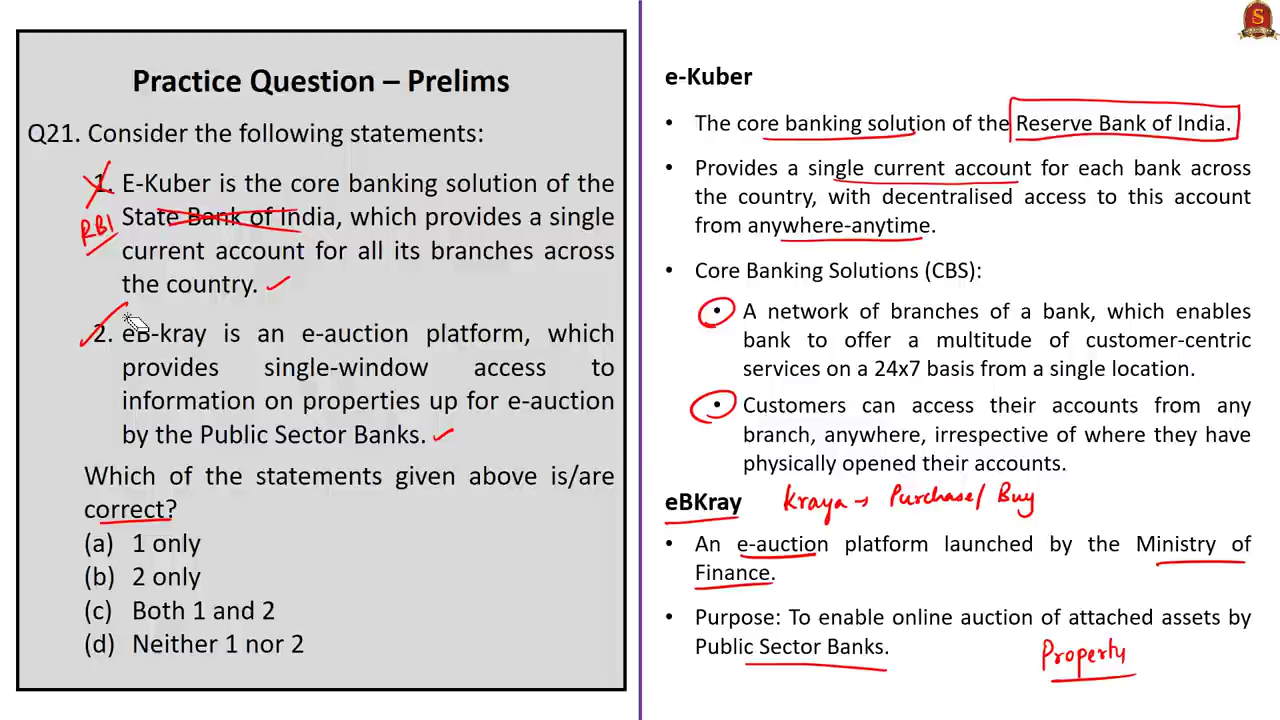 Practice Question – Prelims
Q21. Consider the following statements:
1. E-Kuber is the core banking solution of the
RBI
State Bank of India, which provides a single
current account for all its branches across
the country.
2. eB-kray is an e-auction platform, which
provides single-window access to
information on properties up for e-auction
by the Public Sector Banks.
Which of the statements given above is/are
correct?
(a) 1 only
(b) 2 only
(c) Both 1 and 2
(d) Neither 1 nor 2
e-Kuber
• The core banking solution of the Reserve Bank of India.
• Provides a single current account for each bank across
the country, with decentralised access to this account
from anywhere-anytime.
• Core Banking Solutions (CBS):
• A network of branches of a bank, which enables
bank to offer a multitude of customer-centric
services on a 24x7 basis from a single location.
• Customers can access their accounts from any
branch, anywhere, irrespective of where they have
physically opened their accounts.
eBKray Kraya → Purchase/ Buy
• An e-auction platform launched by the Ministry of
Finance.
• Purpose: To enable online auction of attached assets by
Public Sector Banks.
Property